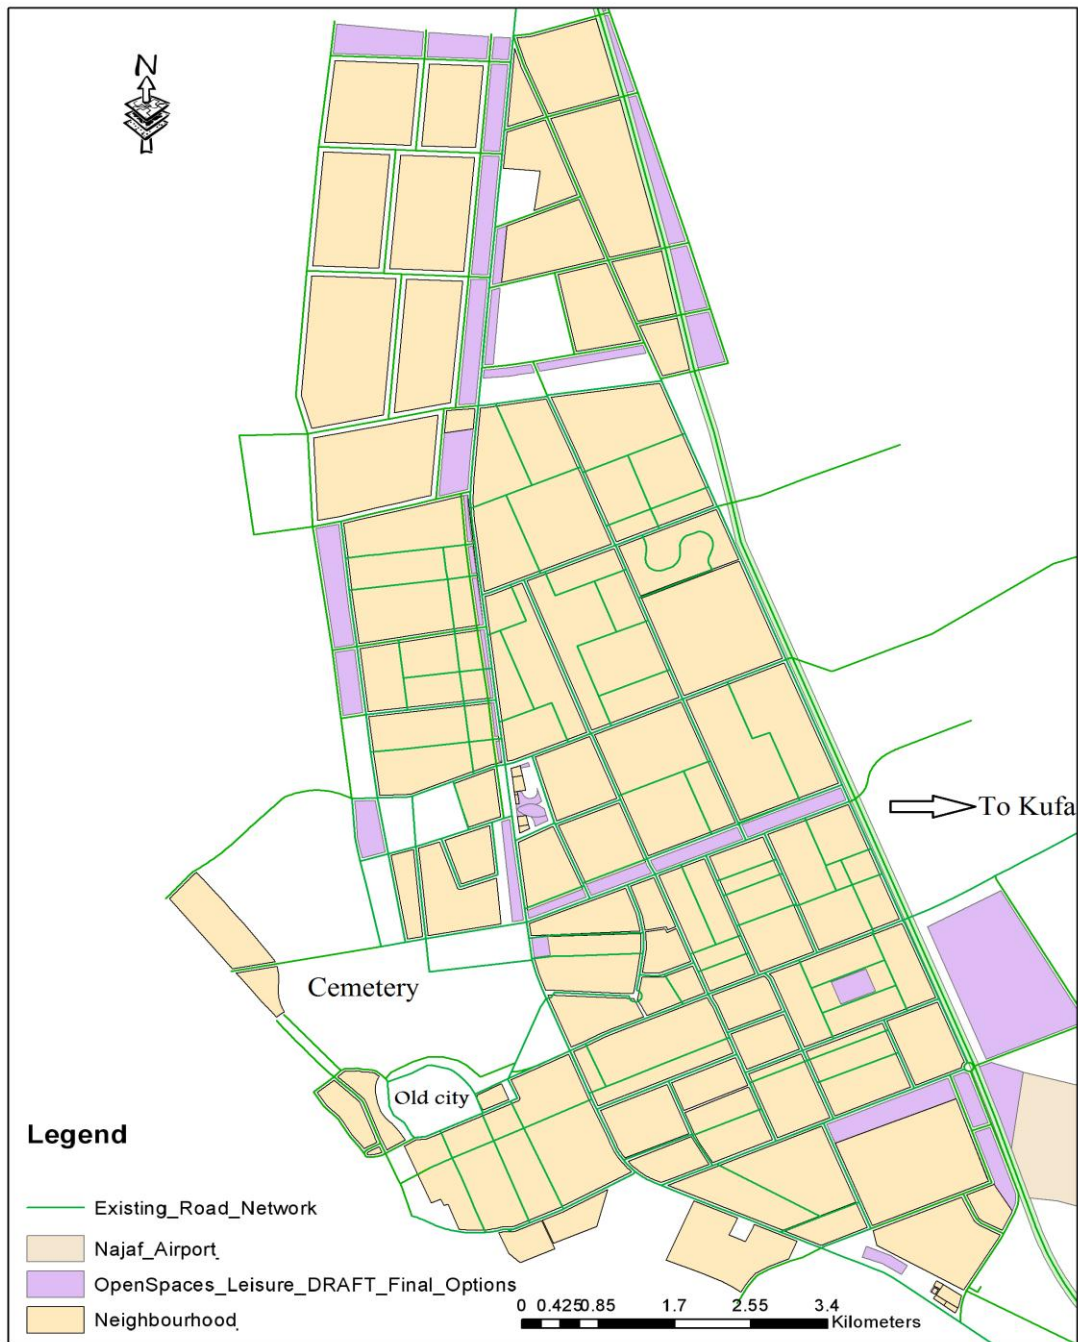 N
To Kufa
Cemetery
Old city
Legend
Existing_Road_Network
Najaf_Airport
OpenSpaces_Leisure_DRAFT_Final_Options
Neighbourhood
0 0.425 0.85 1.7 2.55 3.4
Kilometers